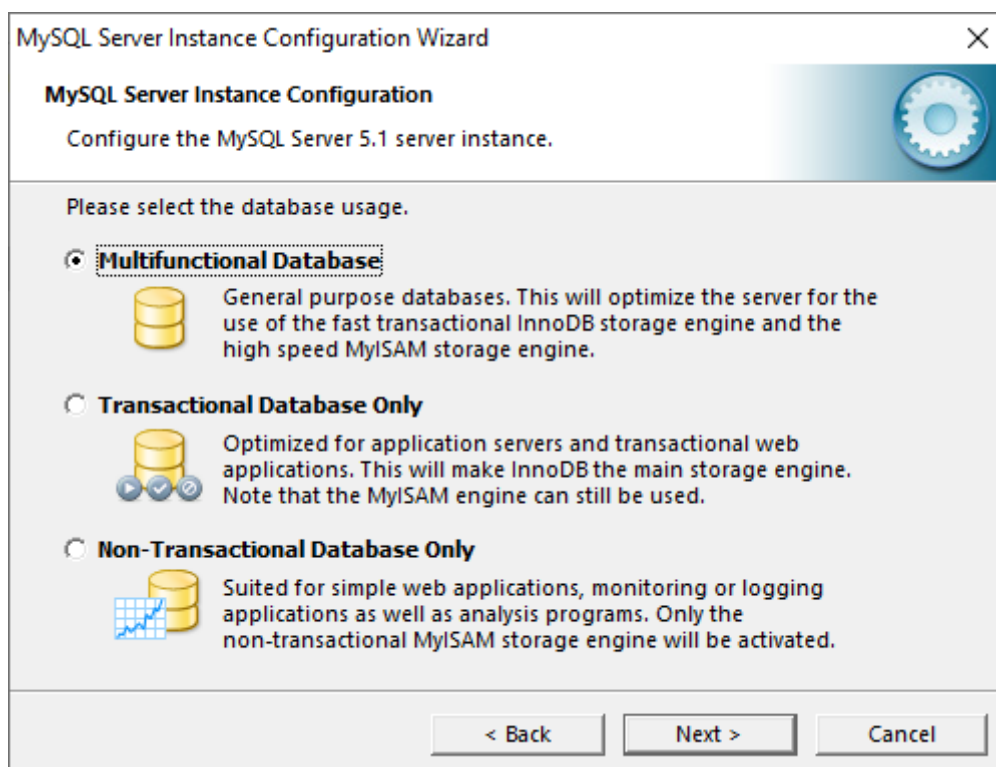 MySQL Server Instance Configuration Wizard
MySQL Server Instance Configuration
Configure the MySQL Server 5.1 server instance.
Please select the database usage.
Multifunctional Database
General purpose databases. This will optimize the server for the
use of the fast transactional InnoDB storage engine and the
high speed MyISAM storage engine.
Transactional Database Only
Optimized for application servers and transactional web
applications. This will make InnoDB the main storage engine.
Note that the MyISAM engine can still be used.
Non-Transactional Database Only
Suited for simple web applications, monitoring or logging
applications as well as analysis programs. Only the
non-transactional MyISAM storage engine will be activated.
< Back Next > Cancel